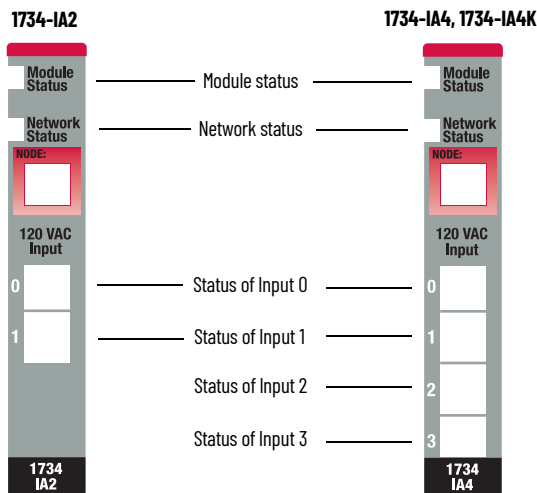 1734-IA2
1734-IA4, 1734-IA4K
Module
Status
Module status
Module
Status
Network
Status
Network status
Network
Status
NODE:
NODE:
120 VAC
Input
120 VAC
Input
0
Status of Input 0
0
1
Status of Input 1
1
Status of Input 2
2
Status of Input 3
3
1734
IA2
1734
IA4